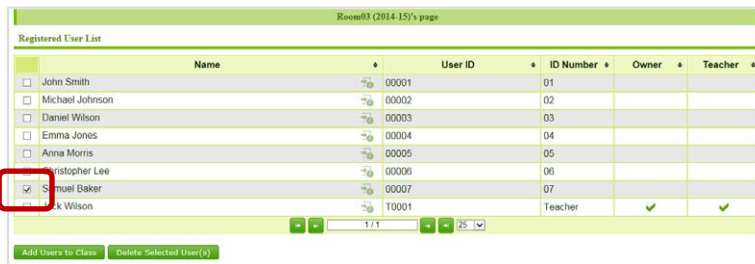 Room03 (2014-15)'s page
Registered User List
Name User ID ID Number Owner Teacher
John Smith 00001 01
Michael Johnson 00002 02
Daniel Wilson 00003 03
Emma Jones 00004 04
Anna Morris 00005 05
Christopher Lee 00006 06
Samuel Baker 00007 07
Jack Wilson T0001 Teacher
1 / 1 25
Add Users to Class Delete Selected User(s)